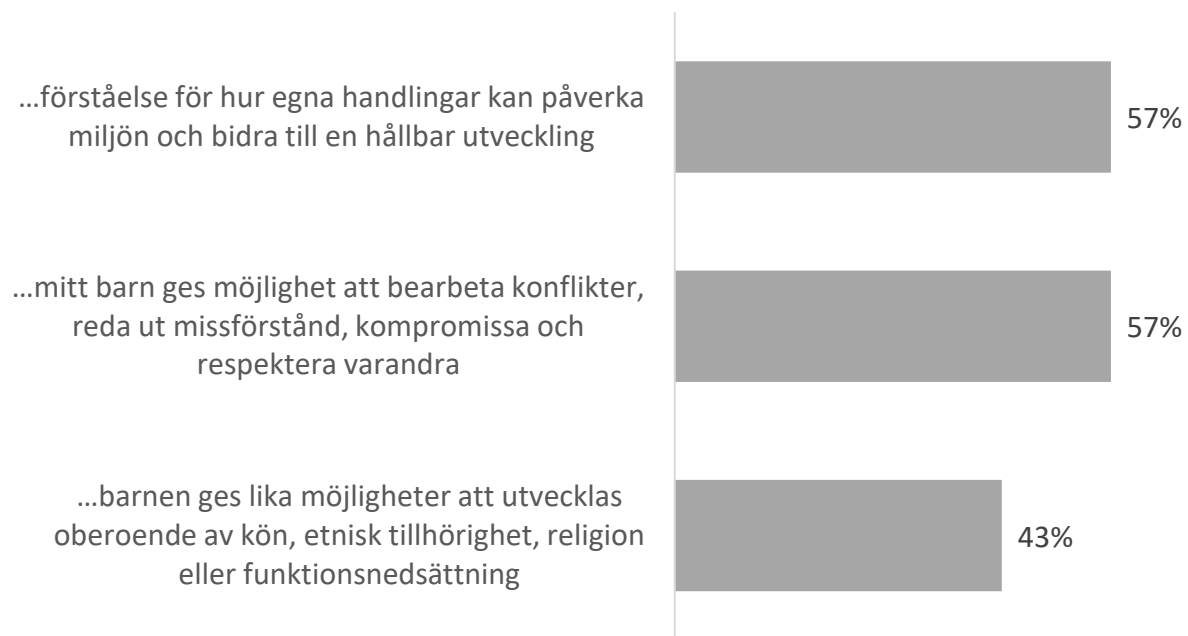 ...förståelse för hur egna handlingar kan påverka
miljön och bidra till en hållbar utveckling
57%
...mitt barn ges möjlighet att bearbeta konflikter,
reda ut missförstånd, kompromissa och
respektera varandra
57%
...barnen ges lika möjligheter att utvecklas
oberoende av kön, etnisk tillhörighet, religion
eller funktionsnedsättning
43%